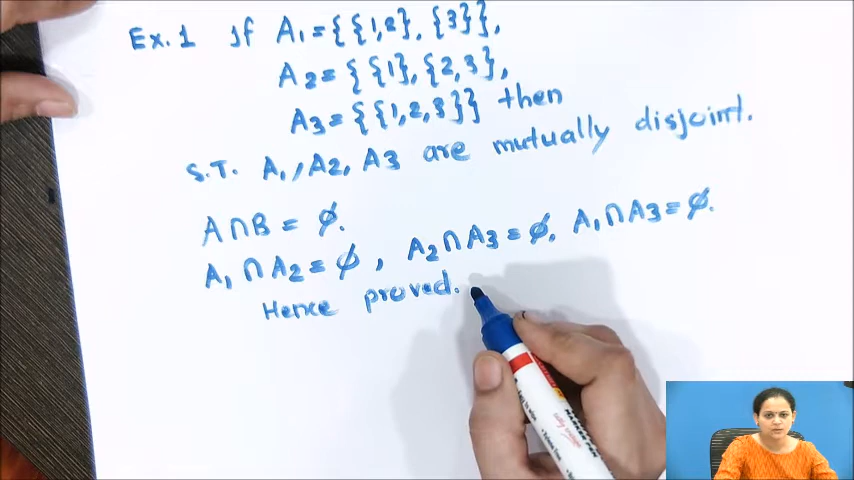 Ex. 1 If A₁ = {{1,2}, {3}},
A₂ = {{1}, {2,3},
A₃ = {{1,2,3}} then
S.T. A₁, A₂, A₃ are mutually disjoint.
A∩B = ∅.
A₁∩A₂ = ∅, A₂∩A₃ = ∅. A₁∩A₃ = ∅.
Hence proved.